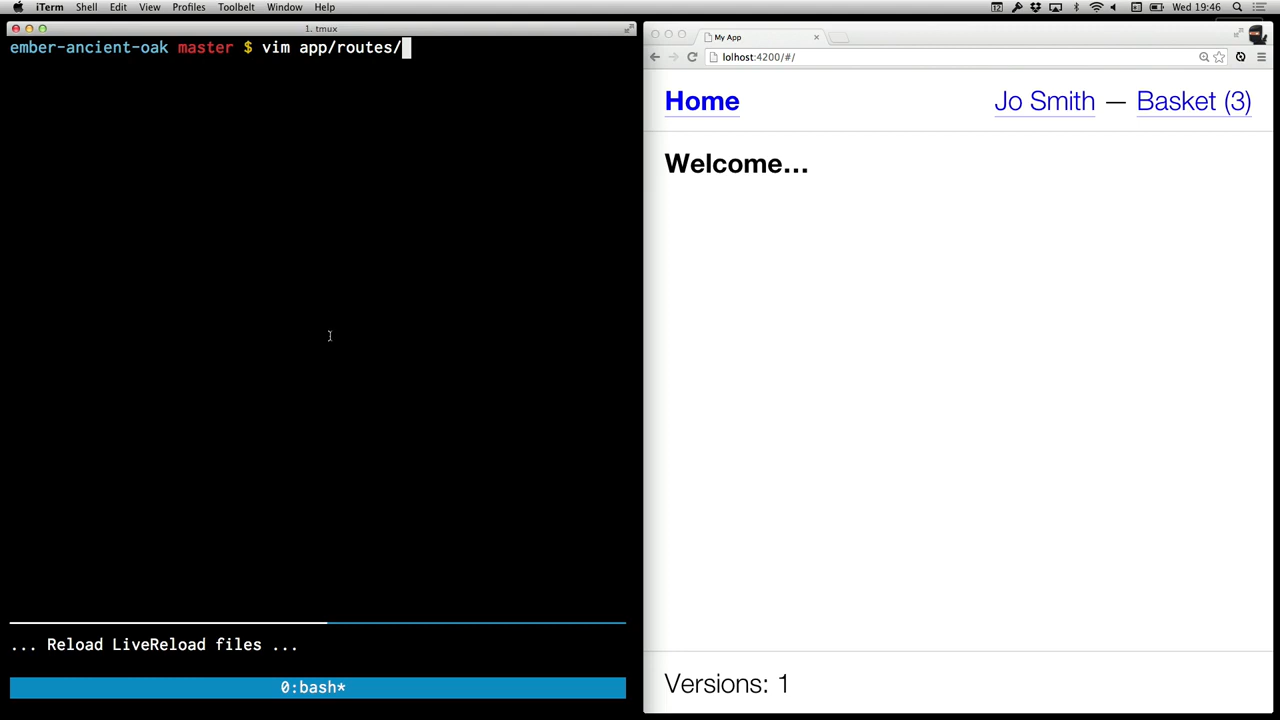 iTerm Shell Edit View Profiles Toolbelt Window Help Wed 19:46
1. tmux
ember-ancient-oak master $ vim app/routes/
... Reload LiveReload files ...
0:bash*
My App
lolhost:4200/#/
Home Jo Smith — Basket (3)
Welcome...
Versions: 1